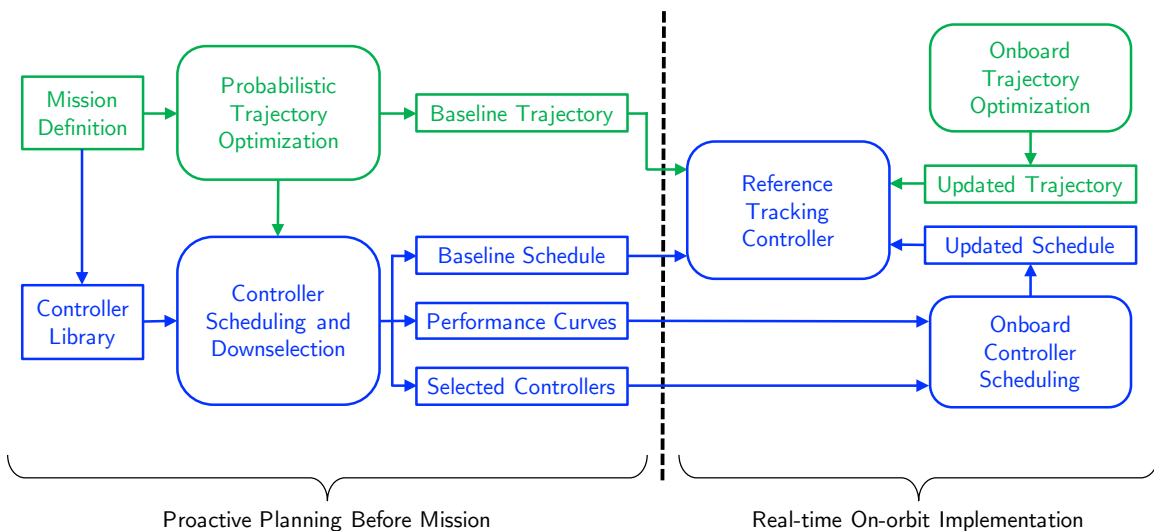 Mission
Definition
Probabilistic
Trajectory
Optimization
Baseline Trajectory
Onboard
Trajectory
Optimization
Reference
Tracking
Controller
Updated Trajectory
Updated Schedule
Controller
Library
Controller
Scheduling and
Downselection
Baseline Schedule
Performance Curves
Selected Controllers
Onboard
Controller
Scheduling
Proactive Planning Before Mission
Real-time On-orbit Implementation